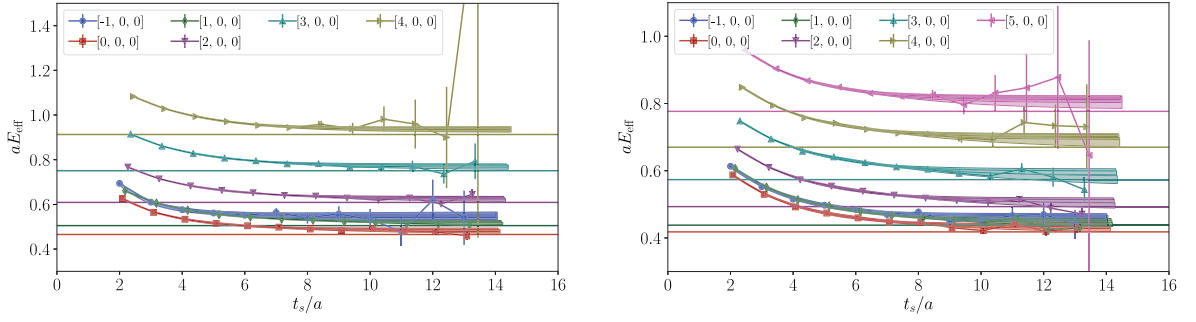 [-1, 0, 0] [1, 0, 0] [3, 0, 0] [4, 0, 0]
[0, 0, 0] [2, 0, 0]
1.4
1.2
1.0
0.8
0.6
0.4
aE_eff
0 2 4 6 8 10 12 14 16
t_s/a
[-1, 0, 0] [1, 0, 0] [3, 0, 0] [5, 0, 0]
[0, 0, 0] [2, 0, 0] [4, 0, 0]
1.0
0.8
0.6
0.4
aE_eff
0 2 4 6 8 10 12 14 16
t_s/a